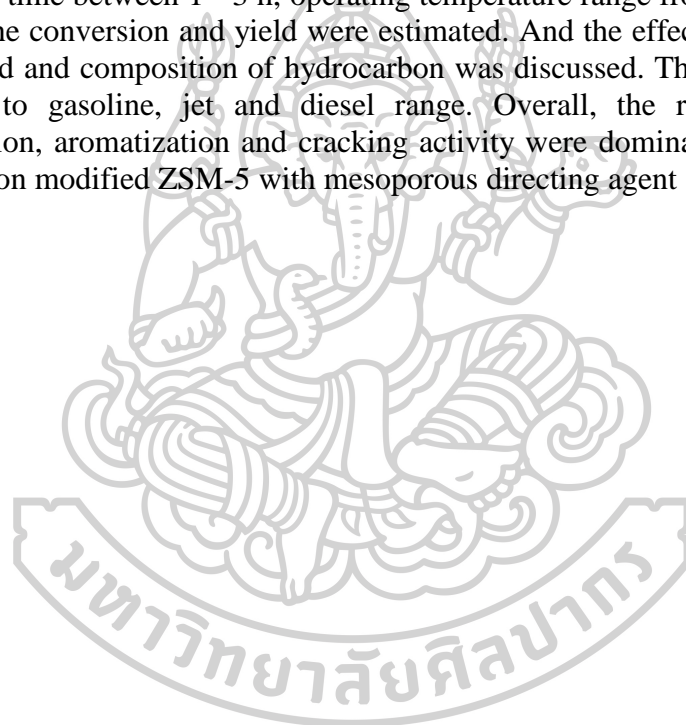 time between 1 – 3 h, operating temperature range
ne conversion and yield were estimated. And the effec
d and composition of hydrocarbon was discussed. Th
to gasoline, jet and diesel range. Overall, the r
ion, aromatization and cracking activity were domina
on modified ZSM-5 with mesoporous directing agent
มหาวิทยาลัยศิลปากร